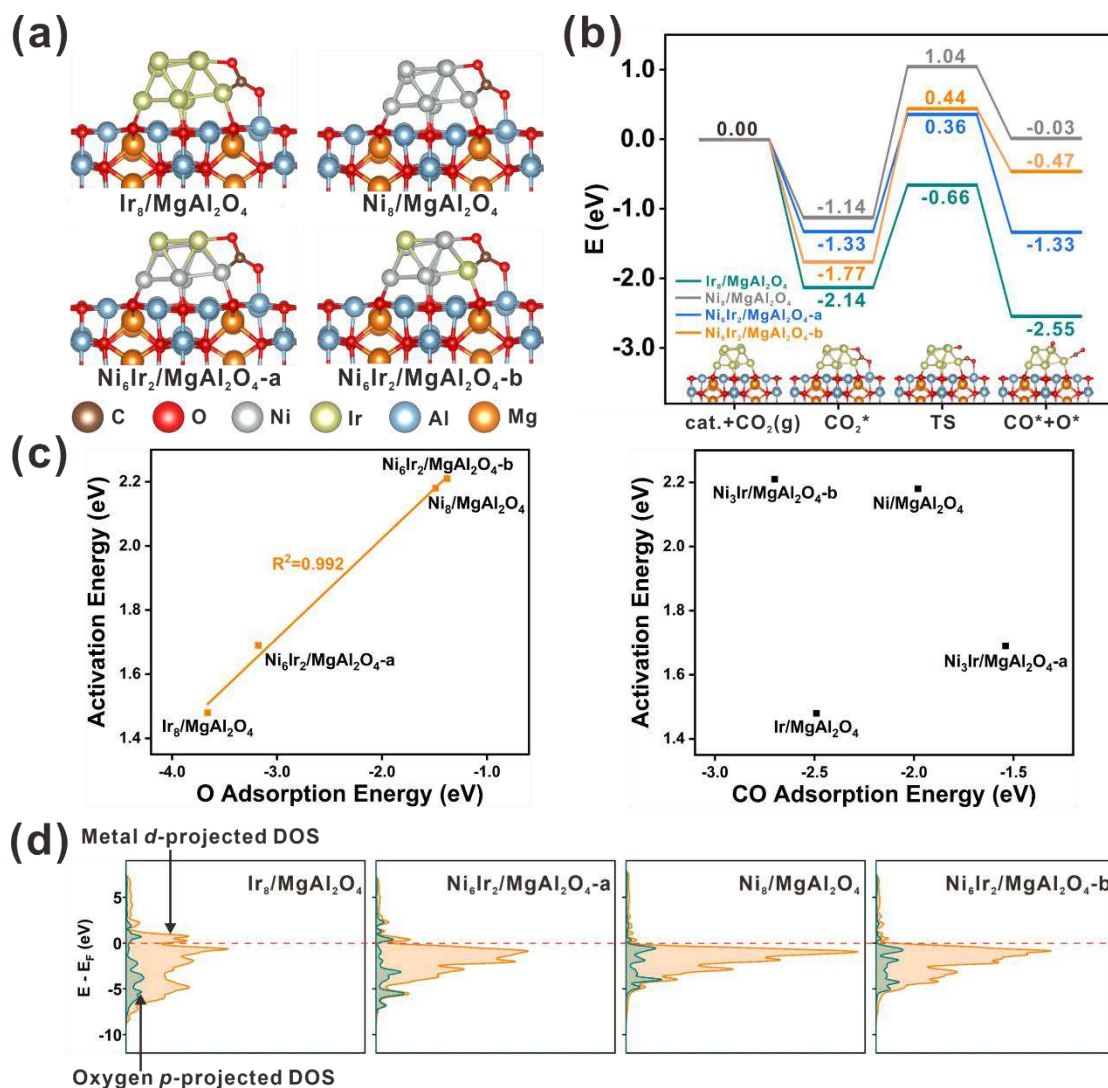 (a)
Ir₈/MgAl₂O₄
Ni₈/MgAl₂O₄
Ni₆Ir₂/MgAl₂O₄-a
Ni₆Ir₂/MgAl₂O₄-b
C O Ni Ir Al Mg
(b)
E (eV)
1.0
0.0
-1.0
-2.0
-3.0
0.00
1.04
0.44
0.36
-0.03
-0.47
-0.66
-1.14
-1.33
-1.33
-1.77
-2.14
-2.55
Ir₈/MgAl₂O₄
Ni₈/MgAl₂O₄
Ni₆Ir₂/MgAl₂O₄-a
Ni₆Ir₂/MgAl₂O₄-b
cat.+CO₂(g) CO₂* TS CO*+O*
(c)
Activation Energy (eV)
2.2
2.0
1.8
1.6
1.4
Ni₆Ir₂/MgAl₂O₄-b
Ni₈/MgAl₂O₄
R²=0.992
Ni₆Ir₂/MgAl₂O₄-a
Ir₈/MgAl₂O₄
-4.0 -3.0 -2.0 -1.0
O Adsorption Energy (eV)
Activation Energy (eV)
2.2
2.0
1.8
1.6
1.4
Ni₃Ir/MgAl₂O₄-b
Ni/MgAl₂O₄
Ni₃Ir/MgAl₂O₄-a
Ir/MgAl₂O₄
-3.0 -2.5 -2.0 -1.5
CO Adsorption Energy (eV)
(d)
Metal d-projected DOS
Ir₈/MgAl₂O₄
Ni₆Ir₂/MgAl₂O₄-a
Ni₈/MgAl₂O₄
Ni₆Ir₂/MgAl₂O₄-b
E - E_F (eV)
5
0
-5
-10
Oxygen p-projected DOS